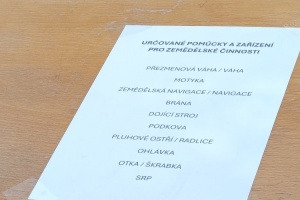 URČOVANÉ POMŮCKY A ZAŘÍZENÍ
PRO ZEMĚDĚLSKÉ ČINNOSTI
PŘEZMENOVÁ VÁHA / VÁHA
MOTYKA
ZEMĚDĚLSKÁ NAVIGACE / NAVIGACE
BRÁNA
DOJÍCÍ STROJ
PODKOVA
PLUHOVÉ OSTŘÍ / RADLICE
OHLÁVKA
OTKA / ŠKRABKA
SRP